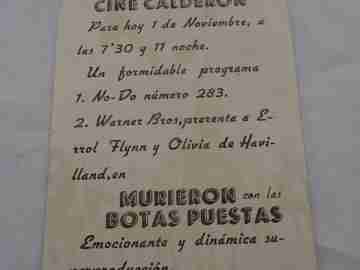 CINE CALDERON
Para hoy 1 de Noviembre, a
las 7'30 y 11 noche.
Un formidable programa
1. No-Do número 283.
2. Warner Bros, prerenta a E-
rrol Flynn y Olivia de Havi-
lland, en
MURIERON con las
BOTAS PUESTAS
Emocionante y dinámica su-
perproducción